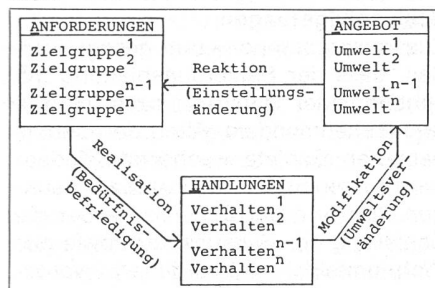 ANFORDERUNGEN
Zielgruppe1
Zielgruppe2
Zielgruppen-1
Zielgruppen
ANGEBOT
Umwelt1
Umwelt2
Umweltn-1
Umweltn
Reaktion
(Einstellungs-
änderung)
Realisation
(Bedürfnis-
befriedigung)
HANDLUNGEN
Verhalten1
Verhalten2
Verhaltenn-1
Verhaltenn
Modifikation
(Umweltsver-
änderung)